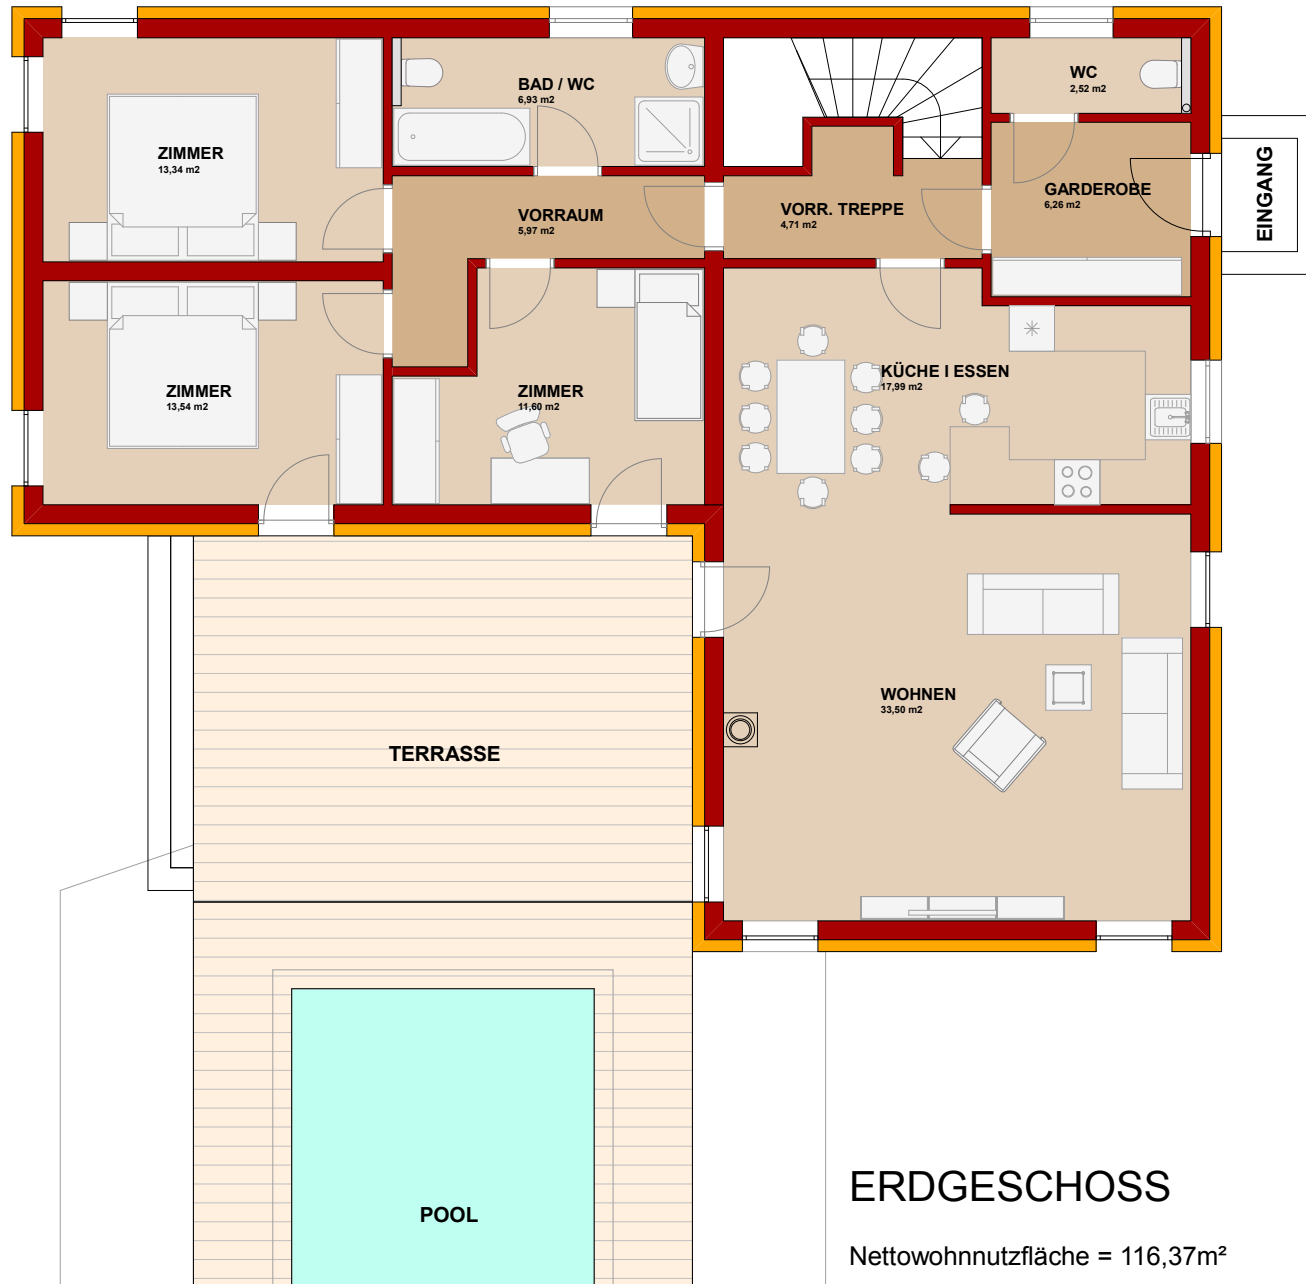 BAD / WC
6,93 m2
WC
2,52 m2
ZIMMER
13,34 m2
EINGANG
GARDEROBE
6,26 m2
VORRAUM
5,97 m2
VORR. TREPPE
4,71 m2
KÜCHE I ESSEN
17,99 m2
ZIMMER
13,54 m2
ZIMMER
11,60 m2
WOHNEN
33,50 m2
TERRASSE
POOL
ERDGESCHOSS
Nettowohnnutzfläche = 116,37m²